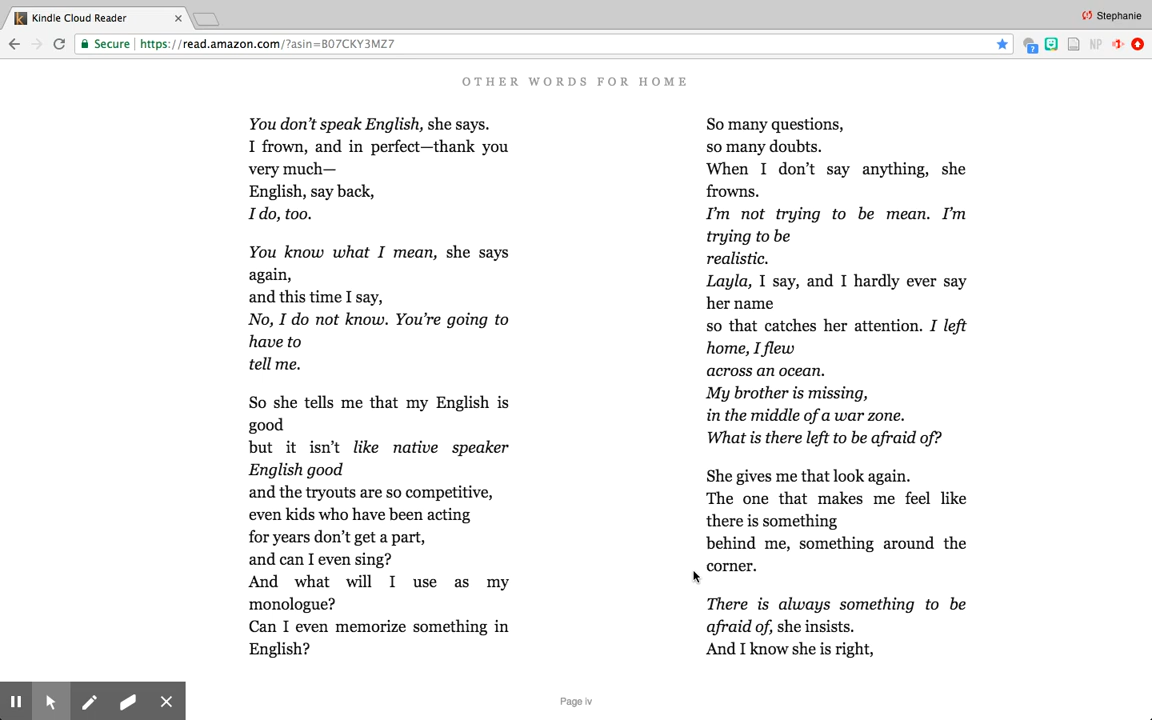 Kindle Cloud Reader
Stephanie
Secure
https://read.amazon.com/?asin=B07CKY3MZ7
NP
OTHER WORDS FOR HOME
You don’t speak English, she says.
I frown, and in perfect—thank you
very much—
English, say back,
I do, too.
You know what I mean, she says
again,
and this time I say,
No, I do not know. You’re going to
have to
tell me.
So she tells me that my English is
good
but it isn’t like native speaker
English good
and the tryouts are so competitive,
even kids who have been acting
for years don’t get a part,
and can I even sing?
And what will I use as my
monologue?
Can I even memorize something in
English?
So many questions,
so many doubts.
When I don’t say anything, she
frowns.
I’m not trying to be mean. I’m
trying to be
realistic.
Layla, I say, and I hardly ever say
her name
so that catches her attention. I left
home, I flew
across an ocean.
My brother is missing,
in the middle of a war zone.
What is there left to be afraid of?
She gives me that look again.
The one that makes me feel like
there is something
behind me, something around the
corner.
There is always something to be
afraid of, she insists.
And I know she is right,
Page iv